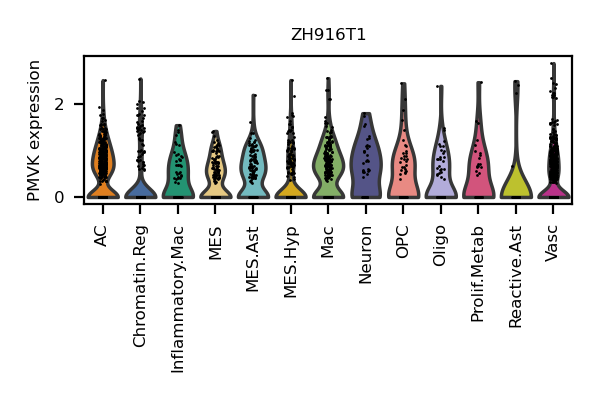 ZH916T1
PMVK expression
2
0
AC
Chromatin.Reg
Inflammatory.Mac
MES
MES.Ast
MES.Hyp
Mac
Neuron
OPC
Oligo
Prolif.Metab
Reactive.Ast
Vasc